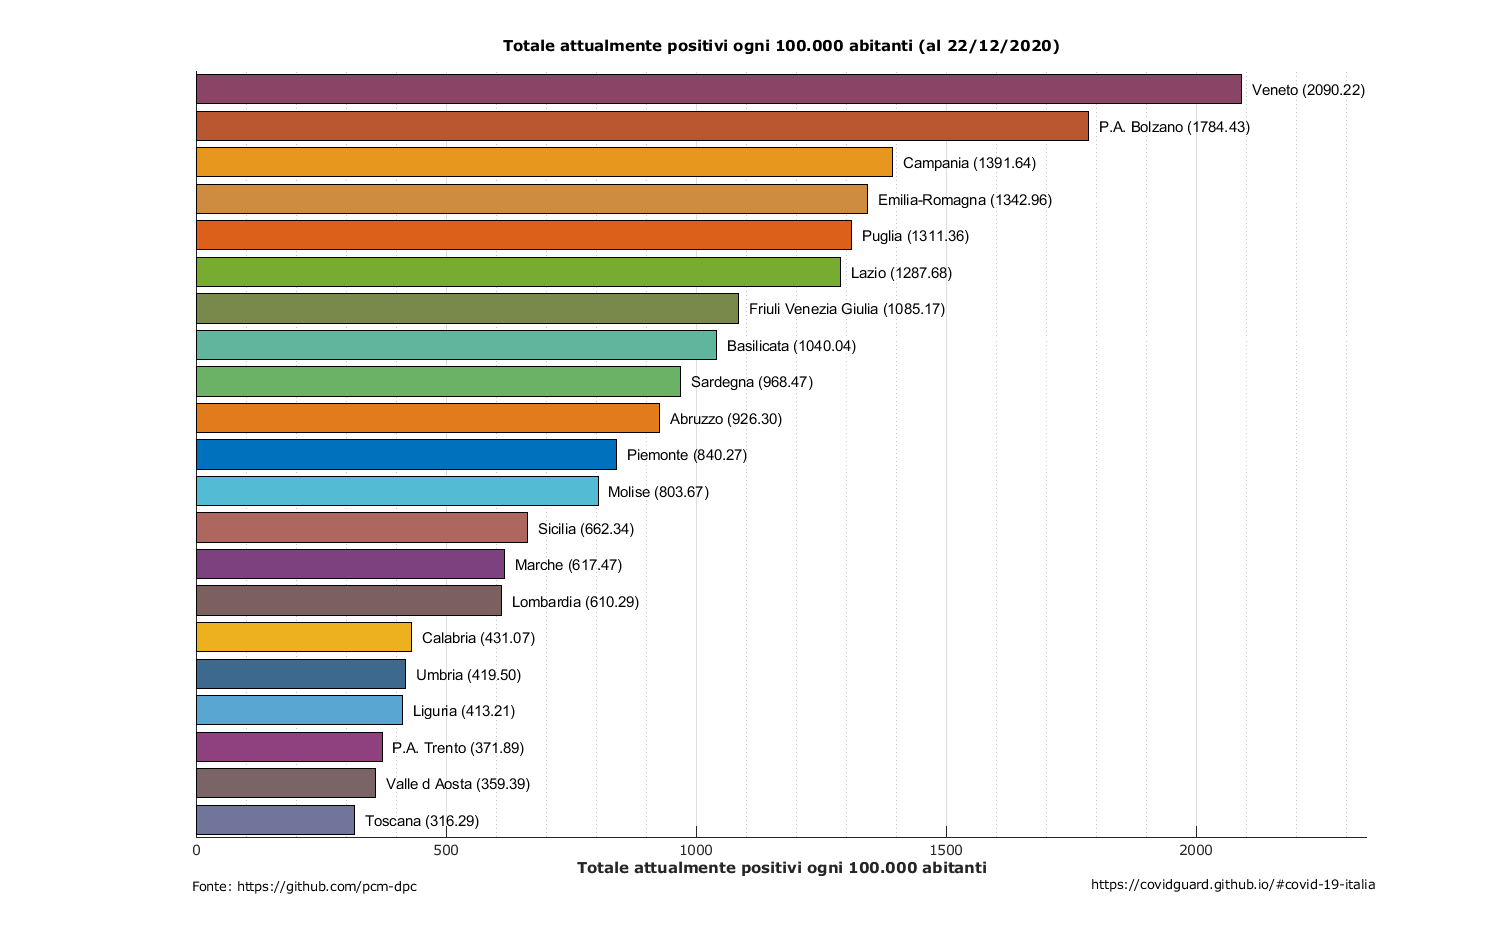 Totale attualmente positivi ogni 100.000 abitanti (al 22/12/2020)
Veneto (2090.22)
P.A. Bolzano (1784.43)
Campania (1391.64)
Emilia-Romagna (1342.96)
Puglia (1311.36)
Lazio (1287.68)
Friuli Venezia Giulia (1085.17)
Basilicata (1040.04)
Sardegna (968.47)
Abruzzo (926.30)
Piemonte (840.27)
Molise (803.67)
Sicilia (662.34)
Marche (617.47)
Lombardia (610.29)
Calabria (431.07)
Umbria (419.50)
Liguria (413.21)
P.A. Trento (371.89)
Valle d Aosta (359.39)
Toscana (316.29)
0 500 1000 1500 2000
Totale attualmente positivi ogni 100.000 abitanti
Fonte: https://github.com/pcm-dpc
https://covidguard.github.io/#covid-19-italia